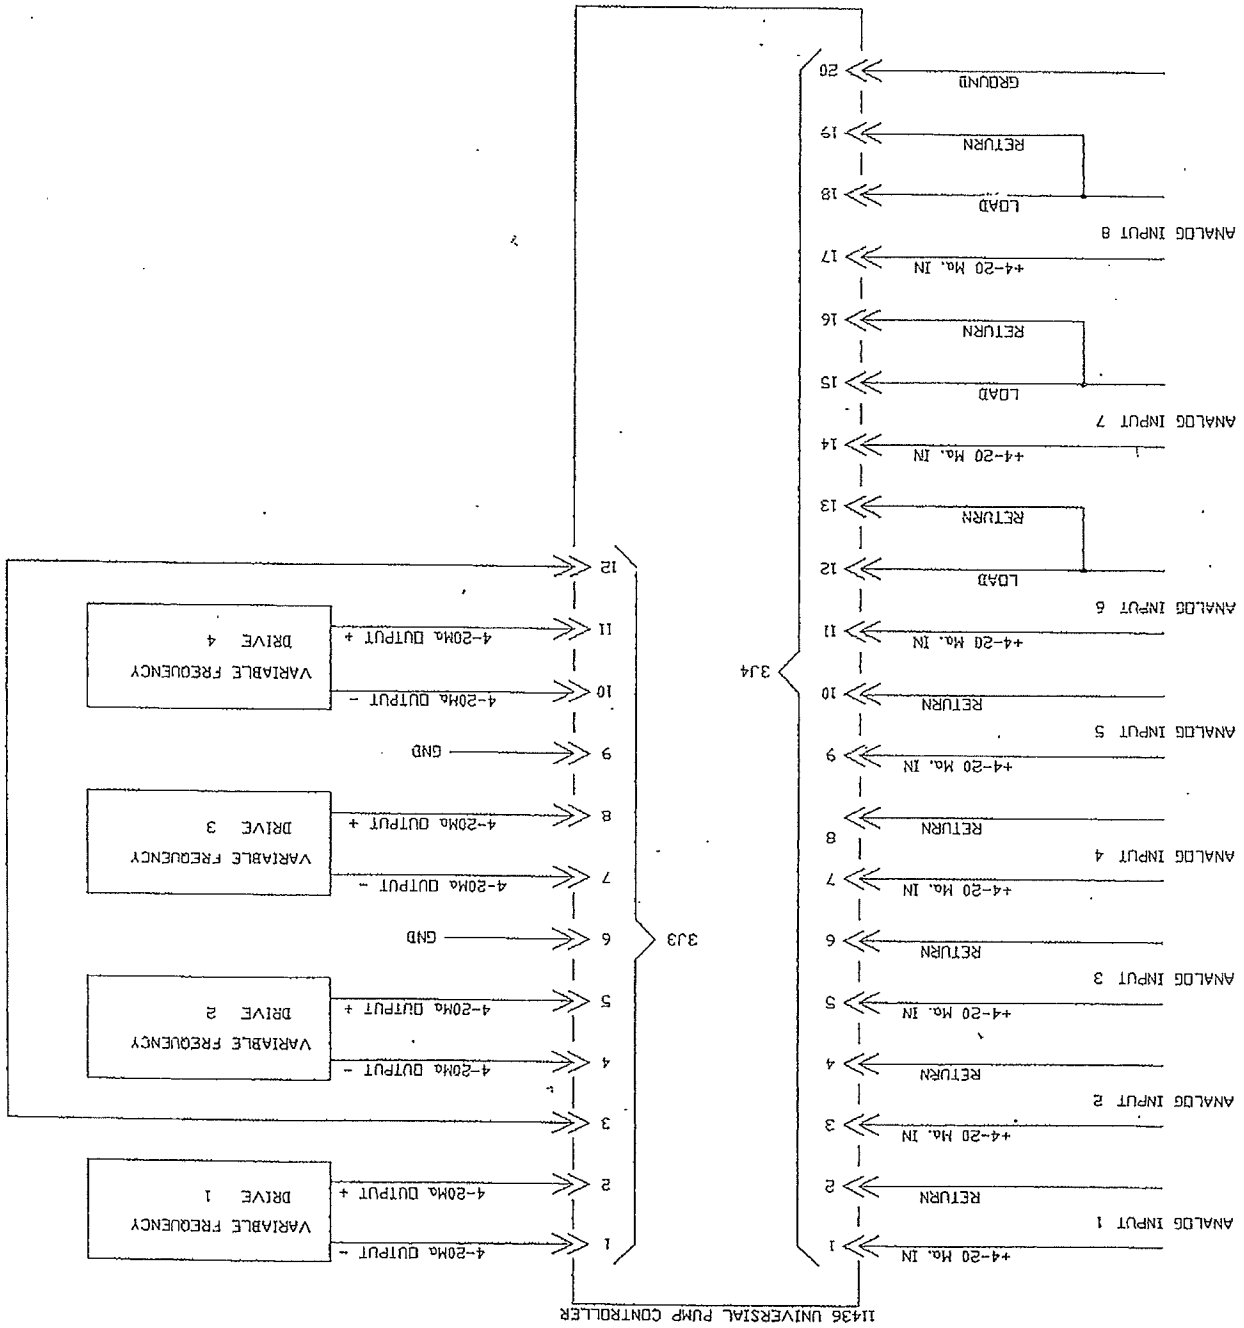 11436 UNIVERSAL PUMP CONTROLLER
+4-20 Ma. IN
1
ANALOG INPUT 1
RETURN
2
+4-20 Ma. IN
3
ANALOG INPUT 2
RETURN
4
+4-20 Ma. IN
5
ANALOG INPUT 3
RETURN
6
+4-20 Ma. IN
7
ANALOG INPUT 4
RETURN
8
+4-20 Ma. IN
9
ANALOG INPUT 5
RETURN
10
3J4
+4-20 Ma. IN
11
ANALOG INPUT 6
LOAD
12
RETURN
13
+4-20 Ma. IN
14
ANALOG INPUT 7
LOAD
15
RETURN
16
+4-20 Ma. IN
17
ANALOG INPUT 8
LOAD
18
RETURN
19
GROUND
20
1
4-20Ma OUTPUT -
VARIABLE FREQUENCY
DRIVE 1
2
4-20Ma OUTPUT +
3
4
4-20Ma OUTPUT -
VARIABLE FREQUENCY
DRIVE 2
5
4-20Ma OUTPUT +
3J3
6
GND
7
4-20Ma OUTPUT -
VARIABLE FREQUENCY
DRIVE 3
8
4-20Ma OUTPUT +
9
GND
10
4-20Ma OUTPUT -
VARIABLE FREQUENCY
DRIVE 4
11
4-20Ma OUTPUT +
12